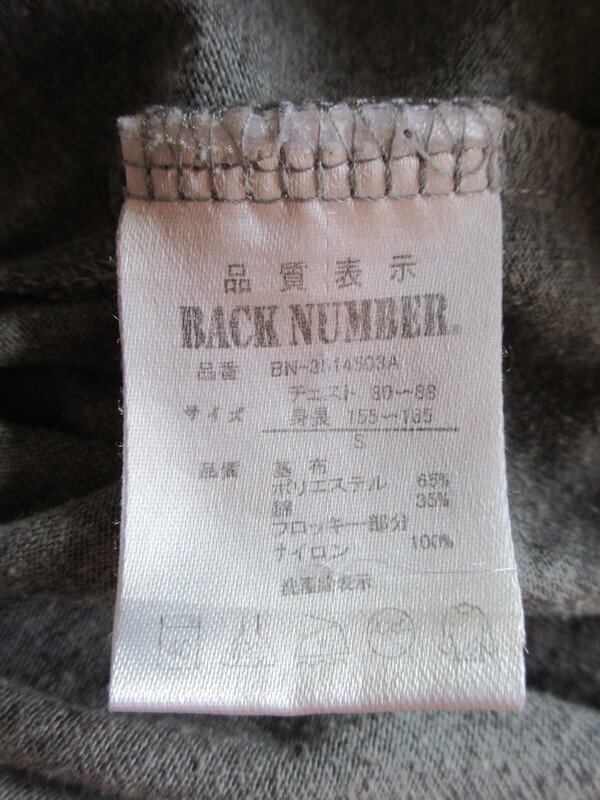 品質表示
BACK NUMBER®
品番 BN-3514503A
チェスト 80～88
サイズ 身長 155～165
S
品質 基布
ポリエステル 65%
綿 35%
フロッキー部分
ナイロン 100%
洗濯絵表示